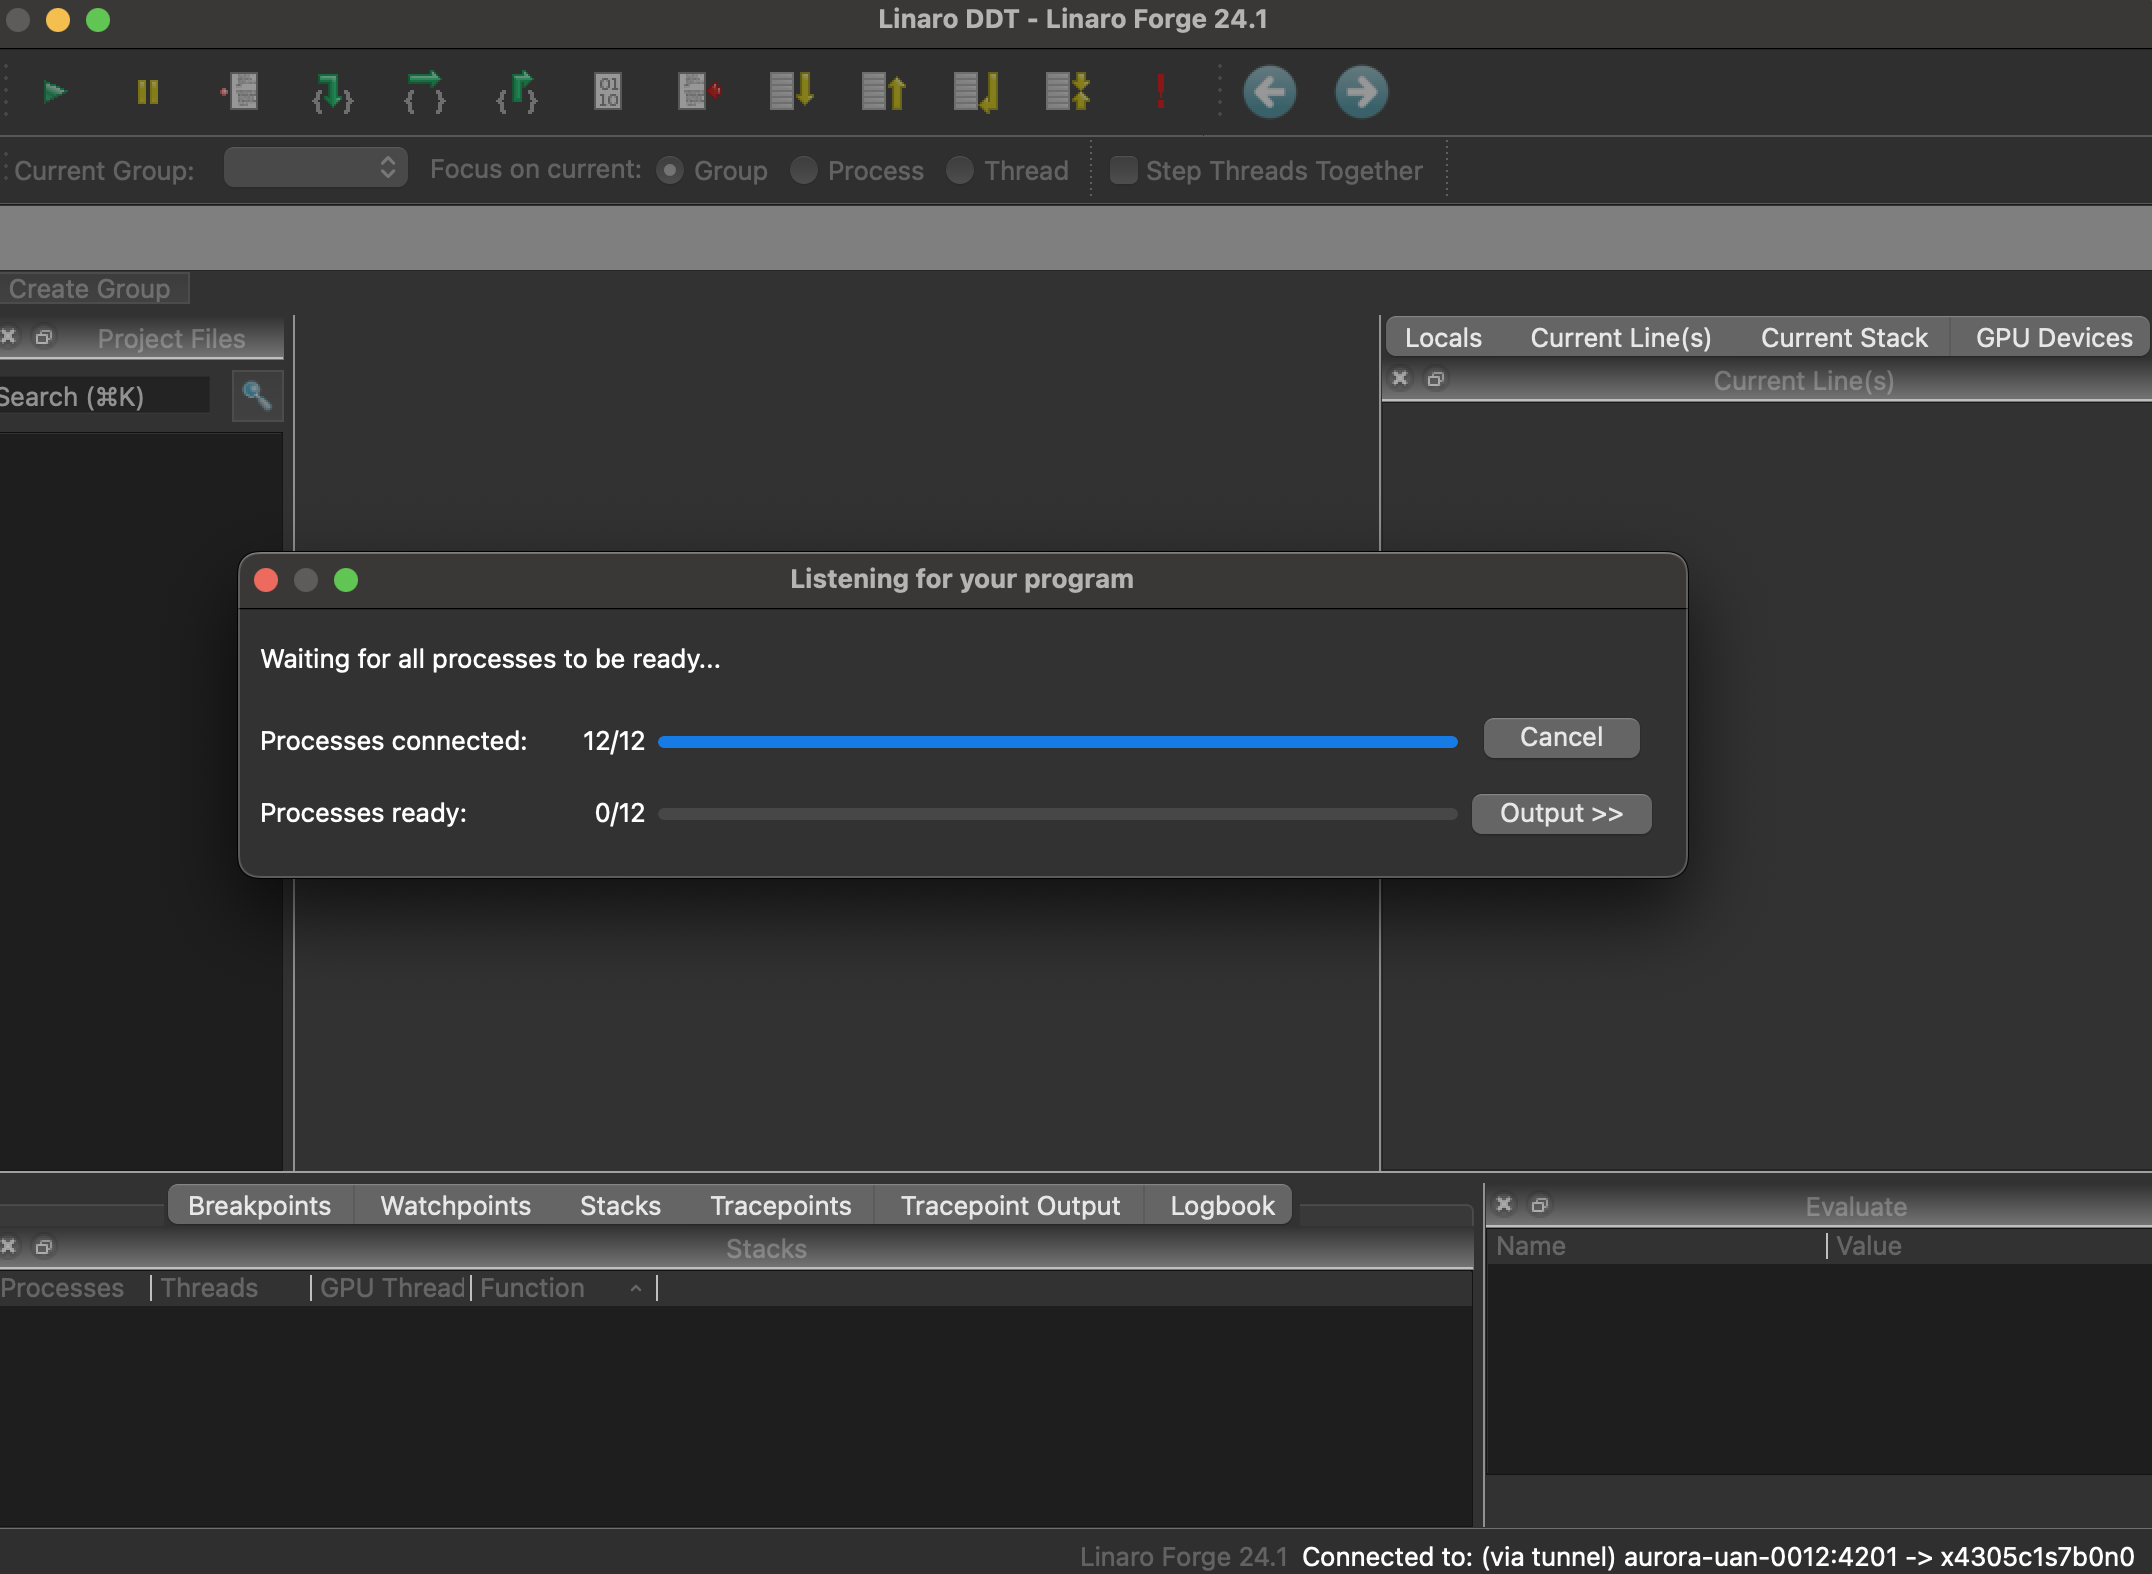 Linaro DDT - Linaro Forge 24.1
01
10
Current Group:
Focus on current:
Group
Process
Thread
Step Threads Together
Create Group
Project Files
Search (⌘K)
Locals
Current Line(s)
Current Stack
GPU Devices
Current Line(s)
Listening for your program
Waiting for all processes to be ready...
Processes connected:
12/12
Cancel
Processes ready:
0/12
Output >>
Breakpoints
Watchpoints
Stacks
Tracepoints
Tracepoint Output
Logbook
Stacks
Processes
Threads
GPU Thread
Function
Evaluate
Name
Value
Linaro Forge 24.1
Connected to: (via tunnel) aurora-uan-0012:4201 -> x4305c1s7b0n0